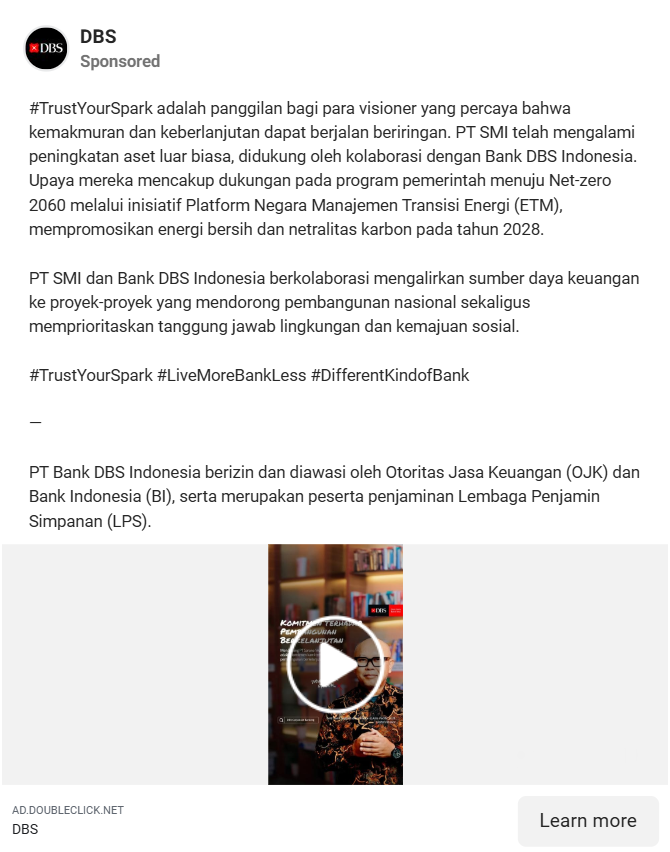 DBS
Sponsored
DBS
#TrustYourSpark adalah panggilan bagi para visioner yang percaya bahwa
kemakmuran dan keberlanjutan dapat berjalan beriringan. PT SMI telah mengalami
peningkatan aset luar biasa, didukung oleh kolaborasi dengan Bank DBS Indonesia.
Upaya mereka mencakup dukungan pada program pemerintah menuju Net-zero
2060 melalui inisiatif Platform Negara Manajemen Transisi Energi (ETM),
mempromosikan energi bersih dan netralitas karbon pada tahun 2028.
PT SMI dan Bank DBS Indonesia berkolaborasi mengalirkan sumber daya keuangan
ke proyek-proyek yang mendorong pembangunan nasional sekaligus
memprioritaskan tanggung jawab lingkungan dan kemajuan sosial.
#TrustYourSpark #LiveMoreBankLess #DifferentKindofBank
—
PT Bank DBS Indonesia berizin dan diawasi oleh Otoritas Jasa Keuangan (OJK) dan
Bank Indonesia (BI), serta merupakan peserta penjaminan Lembaga Penjamin
Simpanan (LPS).
DBS
Komitmen terhadap
Pembangunan
Berkelanjutan
AD.DOUBLECLICK.NET
DBS
Learn more